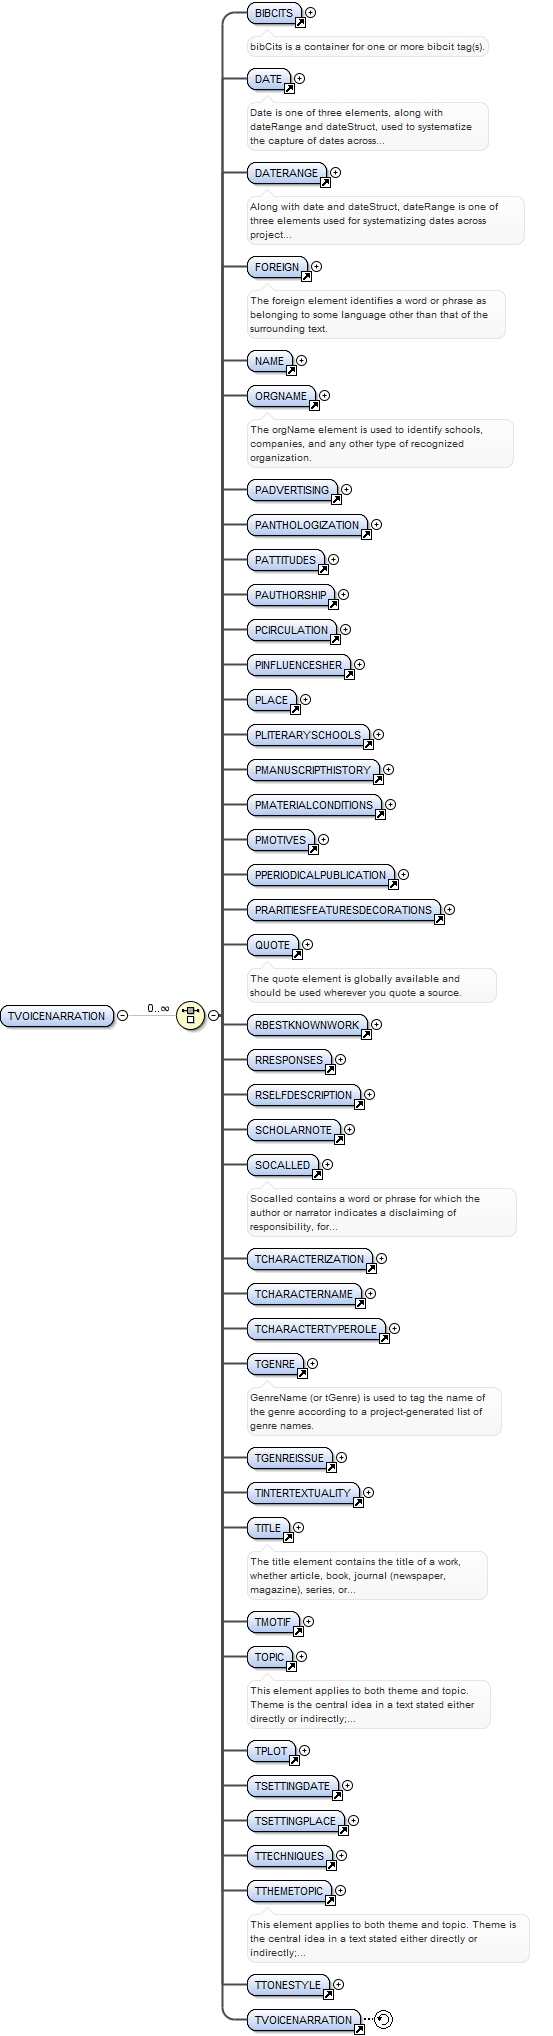 BIBCITS
bibCits is a container for one or more bibcit tag(s).
DATE
Date is one of three elements, along with
dateRange and dateStruct, used to systematize
the capture of dates across...
DATERANGE
Along with date and dateStruct, dateRange is one of
three elements used for systematizing dates across
project...
FOREIGN
The foreign element identifies a word or phrase as
belonging to some language other than that of the
surrounding text.
NAME
ORGNAME
The orgName element is used to identify schools,
companies, and any other type of recognized
organization.
PADVERTISING
PANTHOLOGIZATION
PATTITUDES
PAUTHORSHIP
PCIRCULATION
PINFLUENCESHER
PLACE
PLITERARYSCHOOLS
PMANUSCRIPTHISTORY
PMATERIALCONDITIONS
PMOTIVES
PPERIODICALPUBLICATION
PRARITIESFEATURESDECORATIONS
QUOTE
The quote element is globally available and
should be used wherever you quote a source.
TVOICENARRATION
0..∞
RBESTKNOWNWORK
RRESPONSES
RSELFDESCRIPTION
SCHOLARNOTE
SOCALLED
Socalled contains a word or phrase for which the
author or narrator indicates a disclaiming of
responsibility, for...
TCHARACTERIZATION
TCHARACTERNAME
TCHARACTERTYPEROLE
TGENRE
GenreName (or tGenre) is used to tag the name of
the genre according to a project-generated list of
genre names.
TGENREISSUE
TINTERTEXTUALITY
TITLE
The title element contains the title of a work,
whether article, book, journal (newspaper,
magazine), series, or...
TMOTIF
TOPIC
This element applies to both theme and topic.
Theme is the central idea in a text stated either
directly or indirectly;...
TPLOT
TSETTINGDATE
TSETTINGPLACE
TTECHNIQUES
TTHEMETOPIC
This element applies to both theme and topic. Theme is
the central idea in a text stated either directly or
indirectly;...
TTONESTYLE
TVOICENARRATION